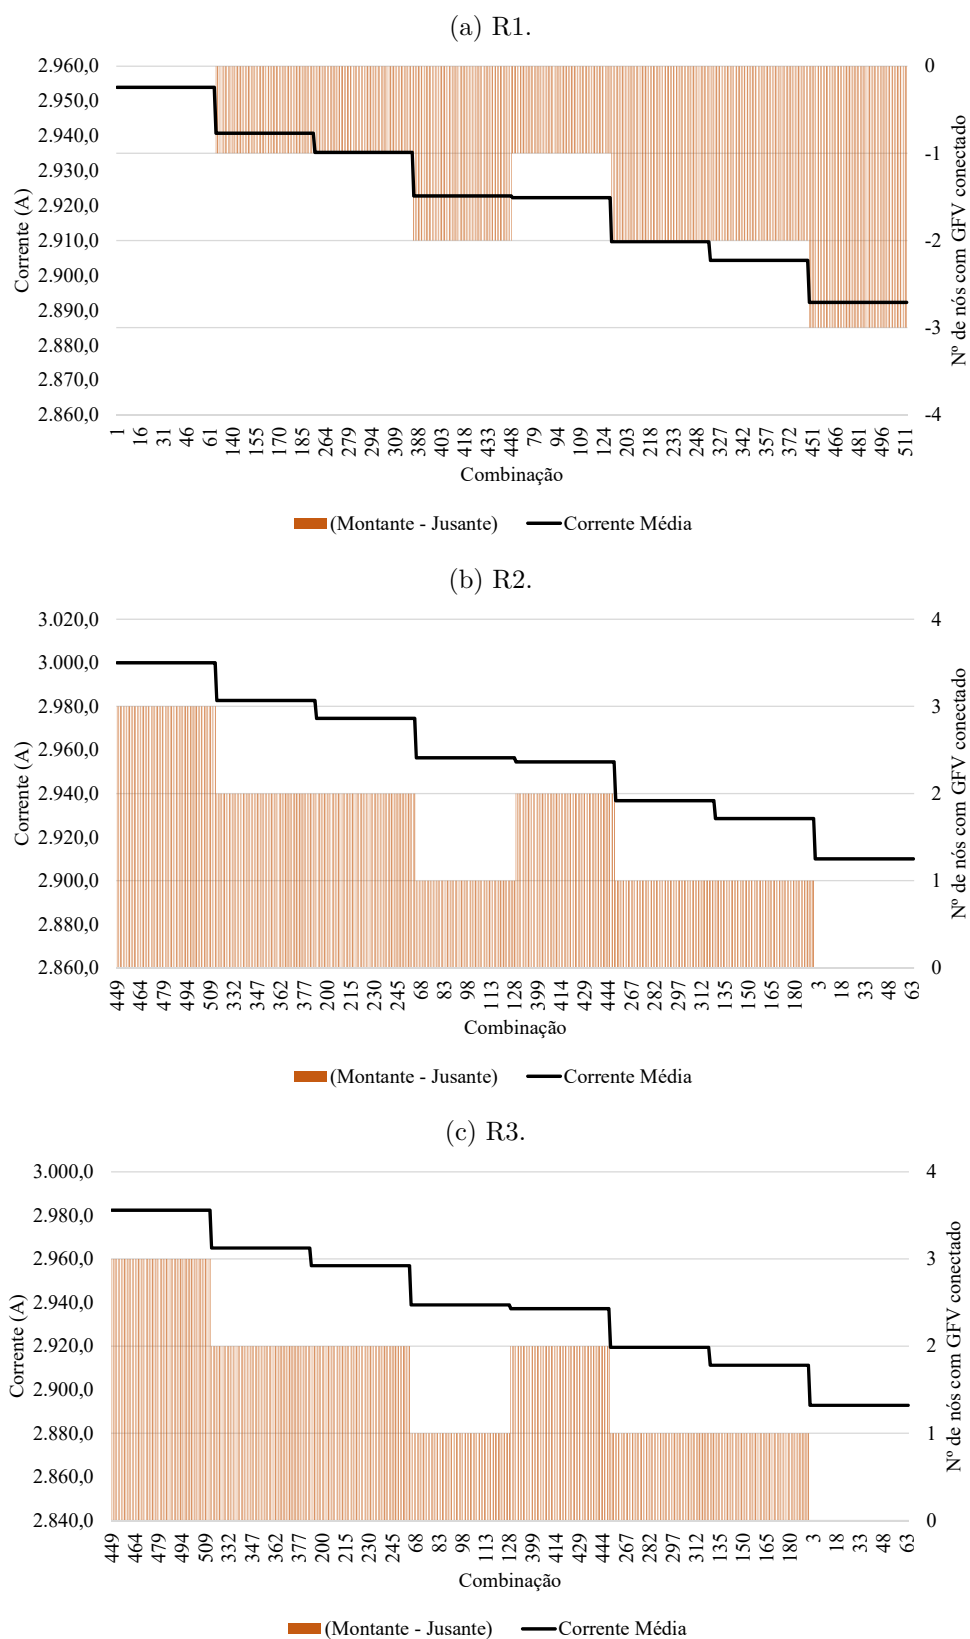 (a) R1.
2.960,0
2.950,0
2.940,0
2.930,0
2.920,0
2.910,0
2.900,0
2.890,0
2.880,0
2.870,0
2.860,0
Corrente (A)
0
-1
-2
-3
-4
Nº de nós com GFV conectado
1 16 31 46 61 140 155 170 185 264 279 294 309 388 403 418 433 448 79 94 109 124 203 218 233 248 327 342 357 372 451 466 481 496 511
Combinação
(Montante - Jusante) Corrente Média
(b) R2.
3.020,0
3.000,0
2.980,0
2.960,0
2.940,0
2.920,0
2.900,0
2.880,0
2.860,0
Corrente (A)
4
3
2
1
0
Nº de nós com GFV conectado
449 464 479 494 509 332 347 362 377 200 215 230 245 68 83 98 113 128 399 414 429 444 267 282 297 312 135 150 165 180 3 18 33 48 63
Combinação
(Montante - Jusante) Corrente Média
(c) R3.
3.000,0
2.980,0
2.960,0
2.940,0
2.920,0
2.900,0
2.880,0
2.860,0
2.840,0
Corrente (A)
4
3
2
1
0
Nº de nós com GFV conectado
449 464 479 494 509 332 347 362 377 200 215 230 245 68 83 98 113 128 399 414 429 444 267 282 297 312 135 150 165 180 3 18 33 48 63
Combinação
(Montante - Jusante) Corrente Média